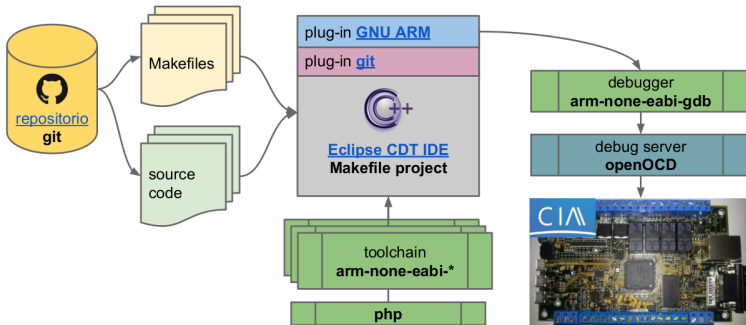 repositorio
git
Makefiles
source
code
plug-in GNU ARM
plug-in git
C++
Eclipse CDT IDE
Makefile project
toolchain
arm-none-eabi-*
php
debugger
arm-none-eabi-gdb
debug server
openOCD
CIAA